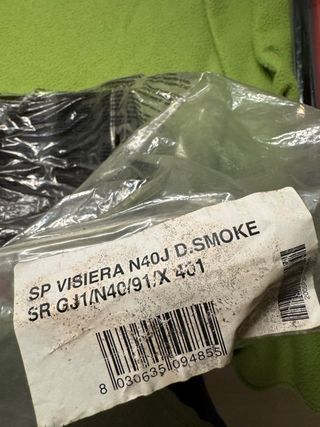 SP VISIERA N40J D.SMOKE
SR GJ1/N40/91/X 401
8 030635 094855